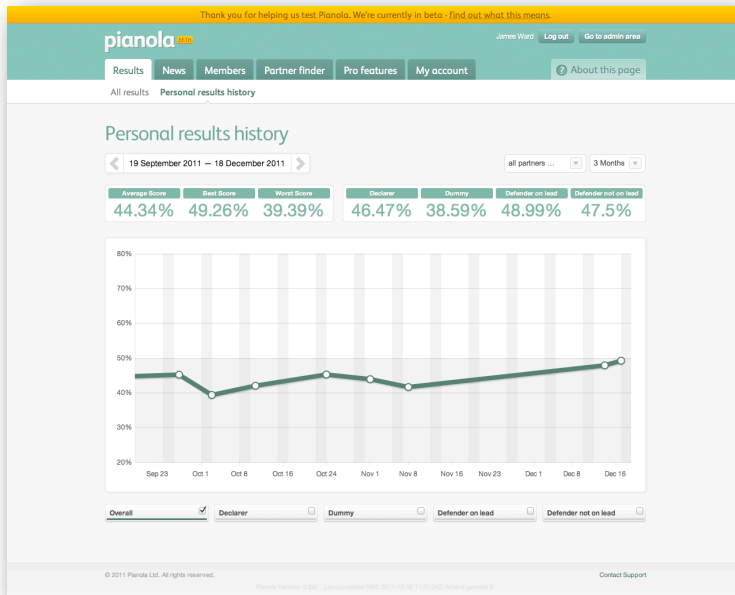 Thank you for helping us test Pianola. We're currently in beta - find out what this means.
pianola BETA
James Ward Log out Go to admin area
Results News Members Partner finder Pro features My account ? About this page
All results Personal results history
Personal results history
19 September 2011 — 18 December 2011 all partners ... 3 Months
Average Score Best Score Worst Score Declarer Dummy Defender on lead Defender not on lead
44.34% 49.26% 39.39% 46.47% 38.59% 48.99% 47.5%
80%
70%
60%
50%
40%
30%
20%
Sep 23 Oct 1 Oct 8 Oct 16 Oct 24 Nov 1 Nov 8 Nov 16 Nov 23 Dec 1 Dec 8 Dec 16
Overall Declarer Dummy Defender on lead Defender not on lead
© 2011 Pianola Ltd. All rights reserved. Contact Support